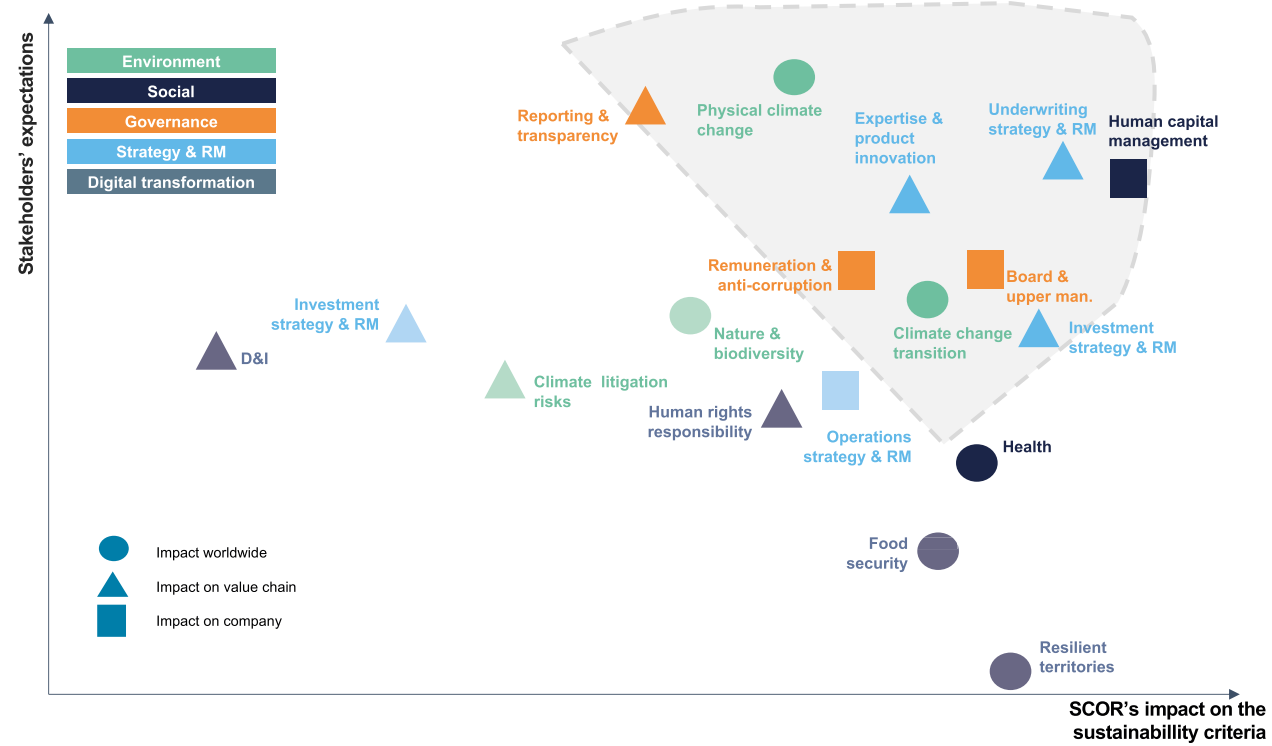 Stakeholders' expectations
Environment
Social
Governance
Strategy & RM
Digital transformation
Reporting &
transparency
Physical climate
change
Expertise &
product
innovation
Underwriting
strategy & RM
Human capital
management
Remuneration &
anti-corruption
Board &
upper man.
Investment
strategy & RM
D&I
Nature &
biodiversity
Climate change
transition
Investment
strategy & RM
Climate litigation
risks
Human rights
responsibility
Operations
strategy & RM
Health
Food
security
Impact worldwide
Impact on value chain
Impact on company
Resilient
territories
SCOR's impact on the
sustainabillity criteria